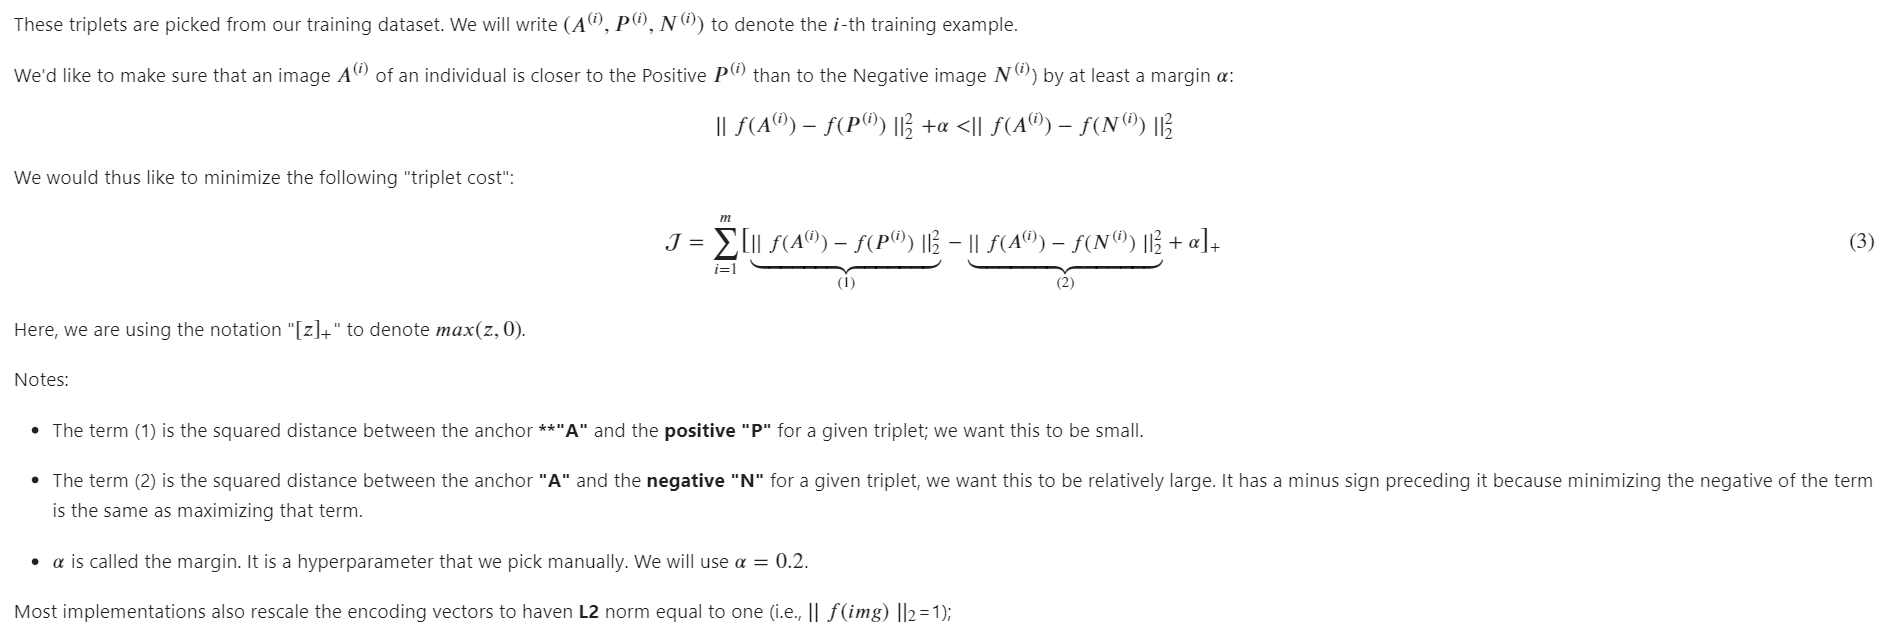 These triplets are picked from our training dataset. We will write (A^(i), P^(i), N^(i)) to denote the i-th training example.
We'd like to make sure that an image A^(i) of an individual is closer to the Positive P^(i) than to the Negative image N^(i)) by at least a margin α:
|| f(A^(i)) − f(P^(i)) ||_2^2 +α <|| f(A^(i)) − f(N^(i)) ||_2^2
We would thus like to minimize the following "triplet cost":
𝒥 = ∑_{i=1}^{m} [|| f(A^(i)) − f(P^(i)) ||_2^2 − || f(A^(i)) − f(N^(i)) ||_2^2 + α]_+ (3)
(1) (2)
Here, we are using the notation "[z]_+" to denote max(z, 0).
Notes:
• The term (1) is the squared distance between the anchor **"A" and the positive "P" for a given triplet; we want this to be small.
• The term (2) is the squared distance between the anchor "A" and the negative "N" for a given triplet, we want this to be relatively large. It has a minus sign preceding it because minimizing the negative of the term
is the same as maximizing that term.
• α is called the margin. It is a hyperparameter that we pick manually. We will use α = 0.2.
Most implementations also rescale the encoding vectors to haven L2 norm equal to one (i.e., || f(img) ||_2=1);